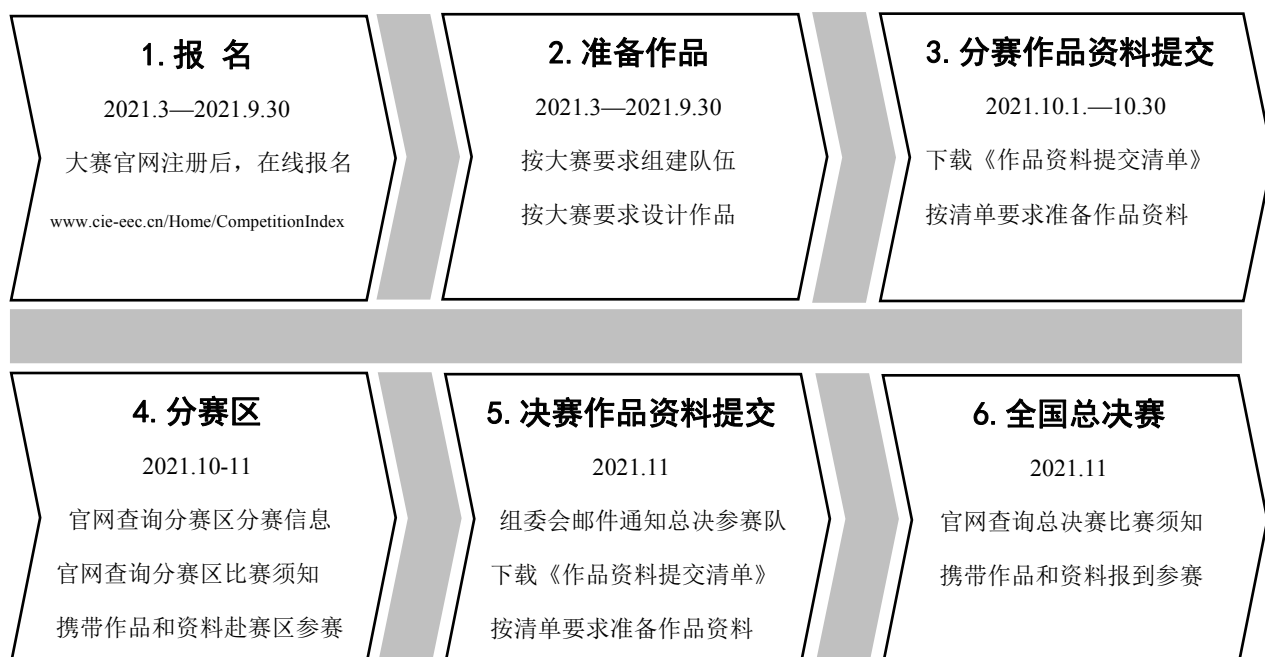 1. 报 名
2021.3—2021.9.30
大赛官网注册后，在线报名
www.cie-eec.cn/Home/CompetitionIndex
2. 准备作品
2021.3—2021.9.30
按大赛要求组建队伍
按大赛要求设计作品
3. 分赛作品资料提交
2021.10.1.—10.30
下载《作品资料提交清单》
按清单要求准备作品资料
4. 分赛区
2021.10-11
官网查询分赛区分赛信息
官网查询分赛区比赛须知
携带作品和资料赴赛区参赛
5. 决赛作品资料提交
2021.11
组委会邮件通知总决参赛队
下载《作品资料提交清单》
按清单要求准备作品资料
6. 全国总决赛
2021.11
官网查询总决赛比赛须知
携带作品和资料报到参赛